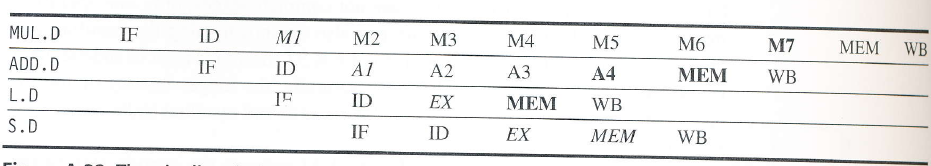 MUL.D IF ID M1 M2 M3 M4 M5 M6 M7 MEM WB
ADD.D IF ID A1 A2 A3 A4 MEM WB
L.D IF ID EX MEM WB
S.D IF ID EX MEM WB